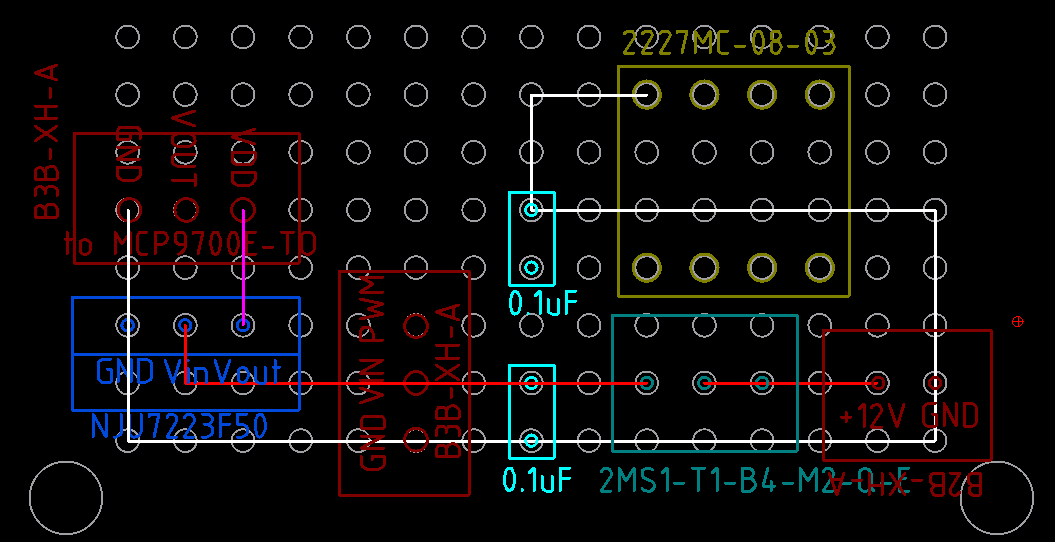 2227MC-08-03
B3B-XH-A
GND
VOUT
VDD
to MCP9700E-TO
0.1uF
GND VIN PWM
B3B-XH-A
GND Vin Vout
NJU7223F50
0.1uF
2MS1-T1-B4-M2-Q-E
+12V GND
B2B-XH-A